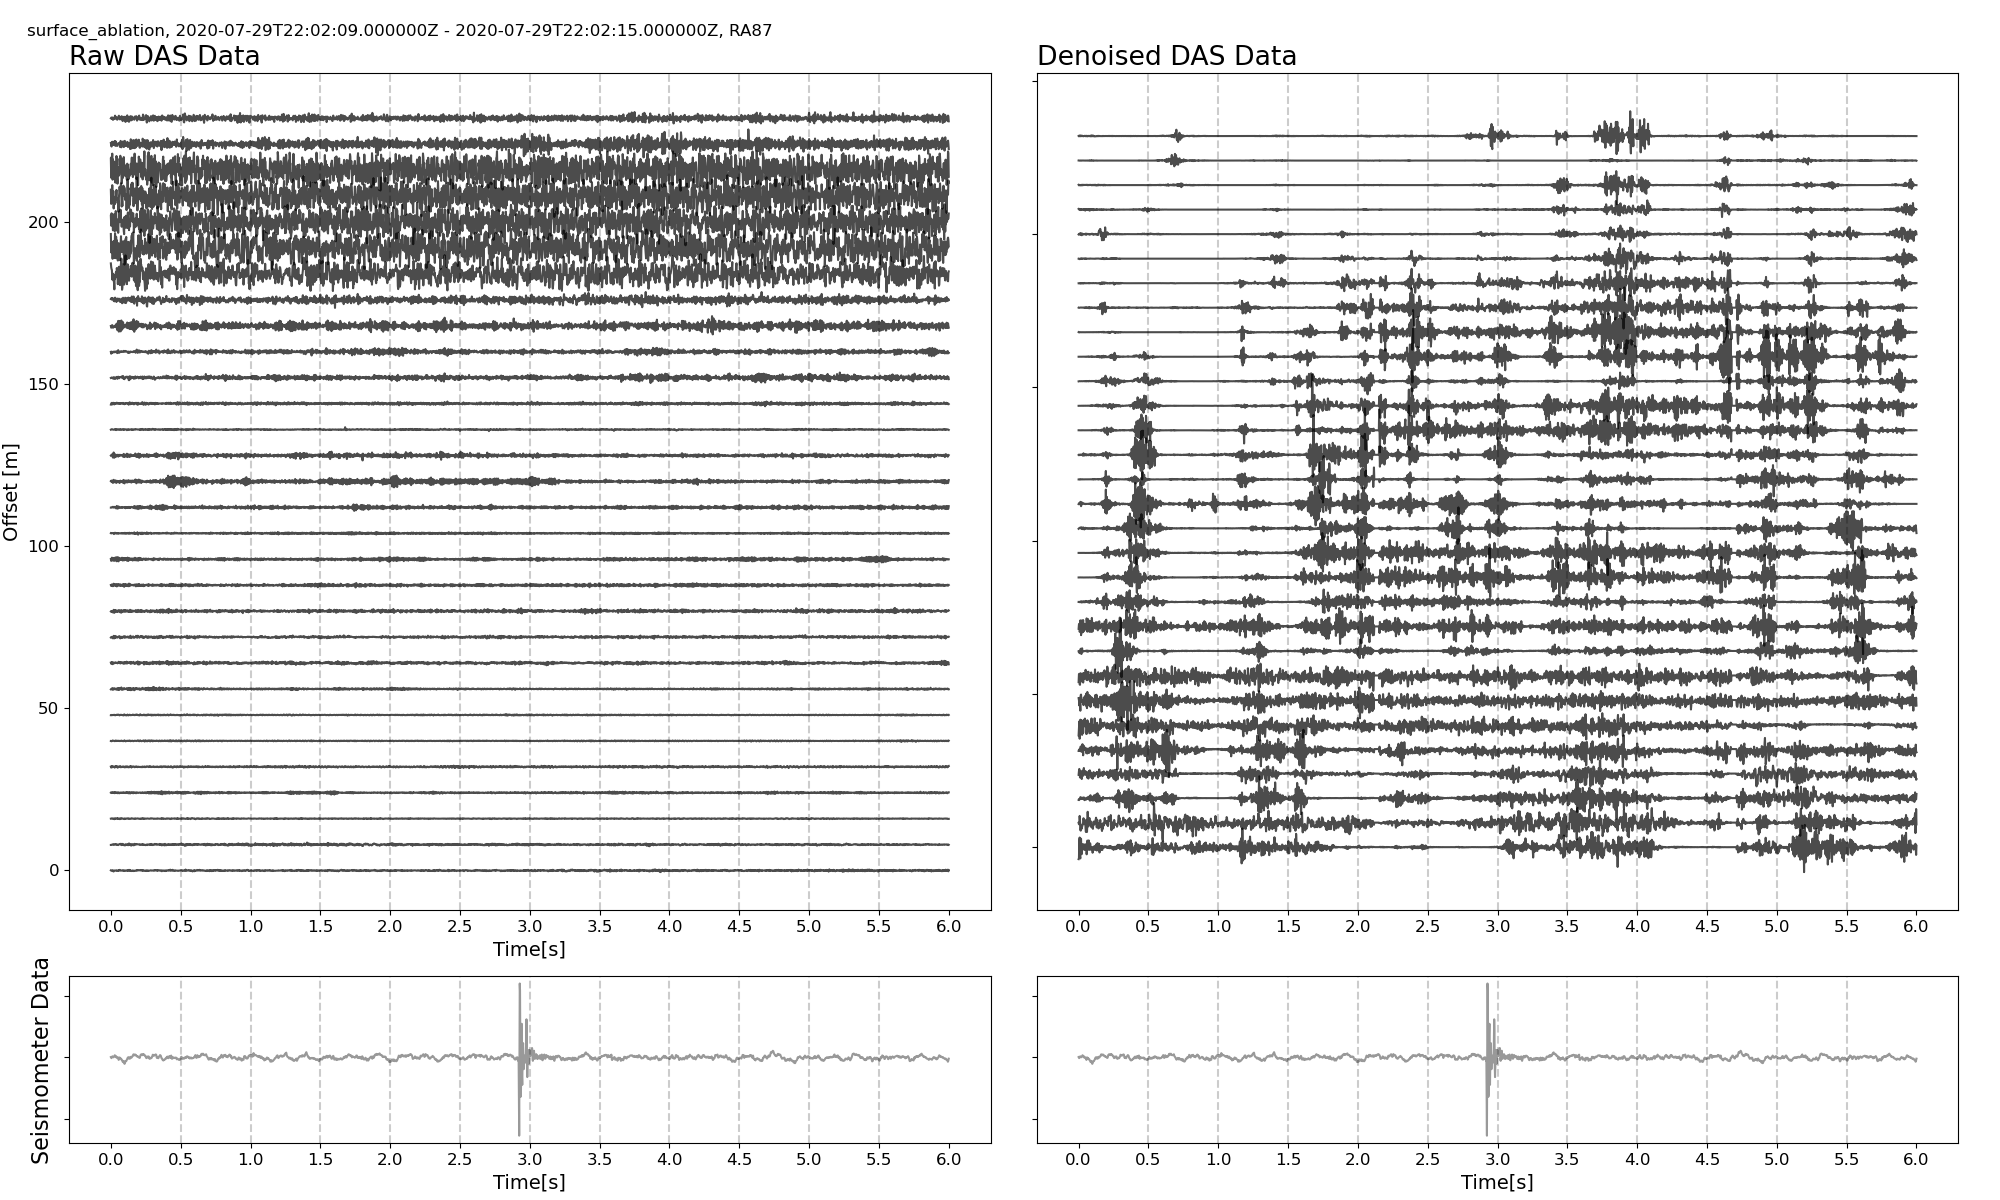 surface_ablation, 2020-07-29T22:02:09.000000Z - 2020-07-29T22:02:15.000000Z, RA87
Raw DAS Data
Denoised DAS Data
Offset [m]
200
150
100
50
0
0.0 0.5 1.0 1.5 2.0 2.5 3.0 3.5 4.0 4.5 5.0 5.5 6.0
Time[s]
0.0 0.5 1.0 1.5 2.0 2.5 3.0 3.5 4.0 4.5 5.0 5.5 6.0
Seismometer Data
0.0 0.5 1.0 1.5 2.0 2.5 3.0 3.5 4.0 4.5 5.0 5.5 6.0
Time[s]
0.0 0.5 1.0 1.5 2.0 2.5 3.0 3.5 4.0 4.5 5.0 5.5 6.0
Time[s]